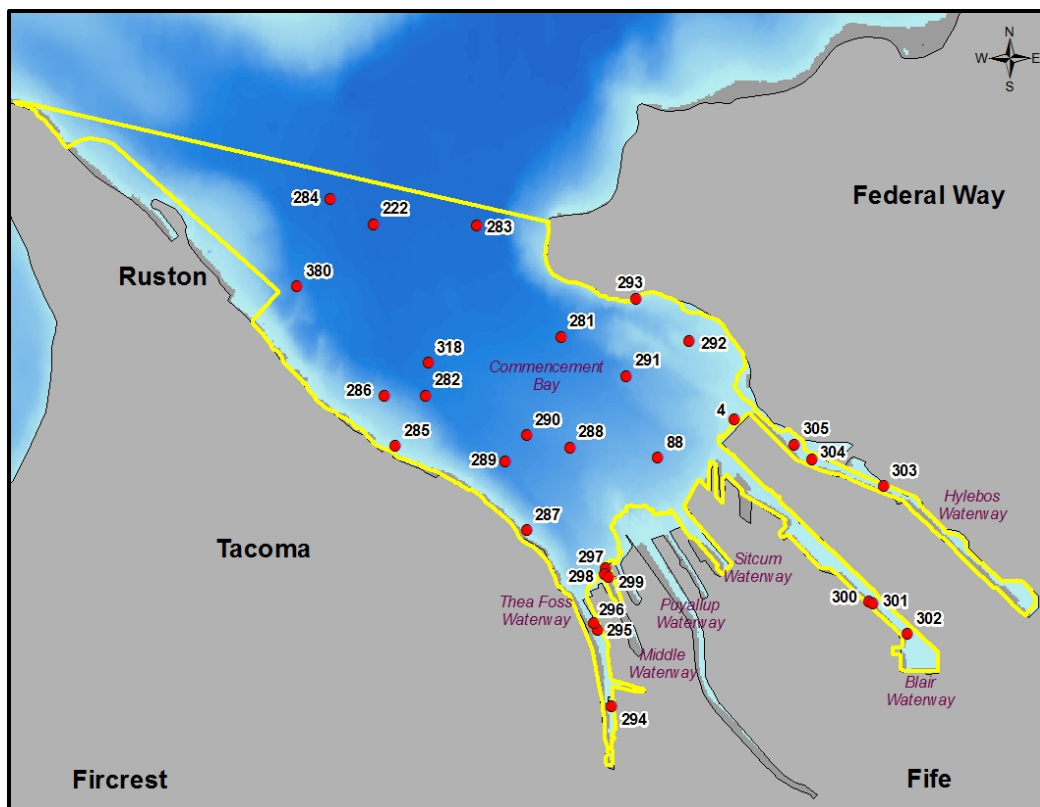 N
W E
S
Federal Way
284
222
283
Ruston
380
293
281
292
318
Commencement
Bay
291
286
282
4
285
290
288
88
305
304
289
303
Hylebos
Waterway
287
Tacoma
Sitcum
Waterway
297
298
299
Thea Foss
Waterway
296
295
Puyallup
Waterway
300
301
302
Middle
Waterway
Blair
Waterway
294
Fircrest
Fife